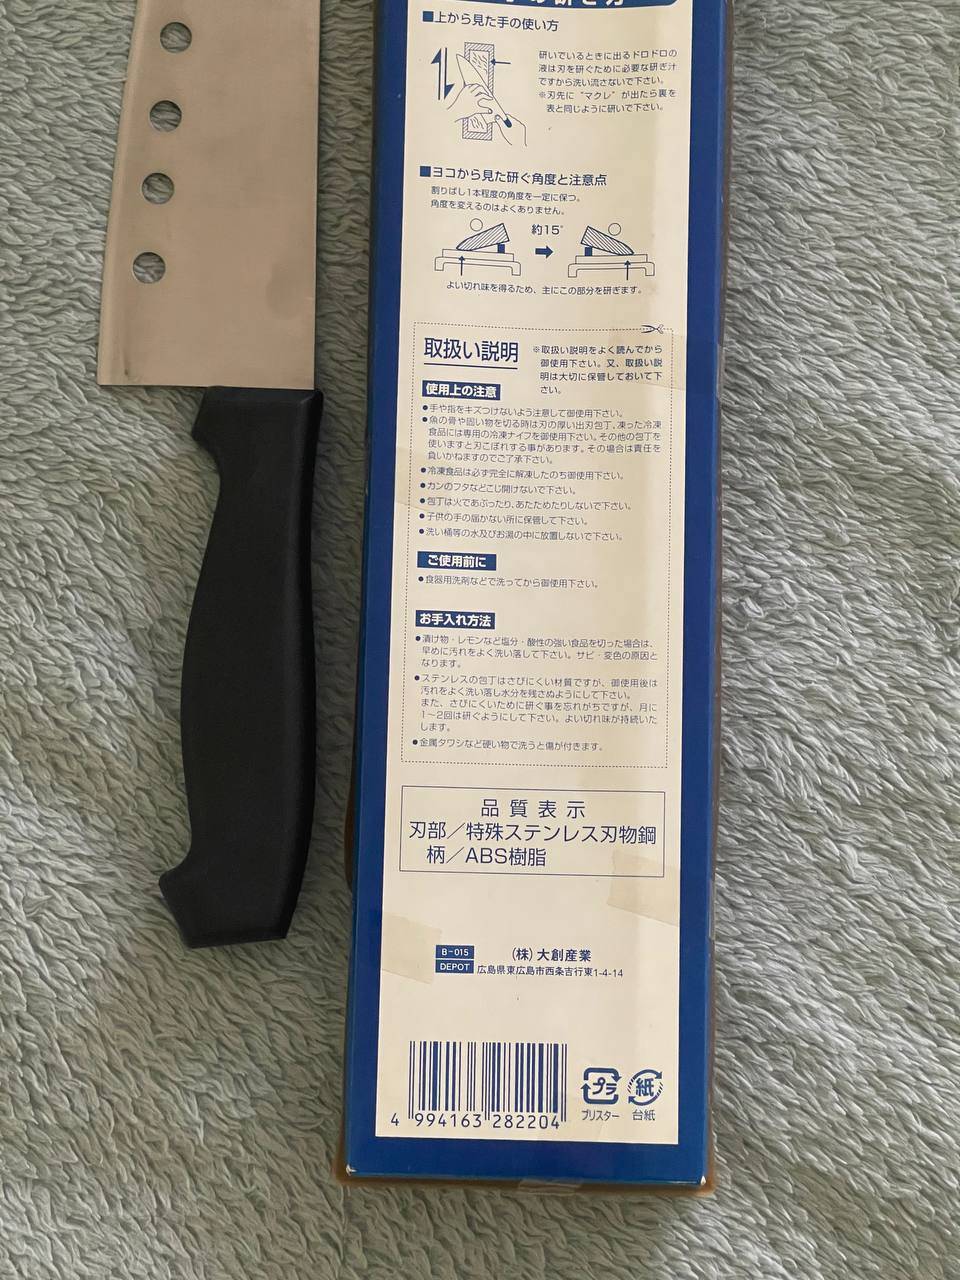 ■上から見た手の使い方
研いでいるときに出るドロドロの
液は刃を研ぐために必要な研ぎ汁
ですから洗い流さないで下さい。
※刃先に“マクレ”が出たら裏を
表と同じように研いで下さい。
■ヨコから見た研ぐ角度と注意点
割りばし1本程度の角度を一定に保つ。
角度を変えるのはよくありません。
約15°
よい切れ味を得るため、主にこの部分を研ぎます。
取扱い説明
※取扱い説明をよく読んでから
御使用下さい。又、取扱い説
明は大切に保管しておいて下
さい。
使用上の注意
●手や指をキズつけないよう注意して御使用下さい。
●魚の骨や固い物を切る時は刃の厚い出刃包丁、凍った冷凍
食品には専用の冷凍ナイフを御使用下さい。その他の包丁を
使いますと刃こぼれする事があります。その場合は責任を
負いかねますのでご了承下さい。
●冷凍食品は必ず完全に解凍したのち御使用下さい。
●カンのフタなどこじ開けないで下さい。
●包丁は火であぶったり、あたためたりしないで下さい。
●子供の手の届かない所に保管して下さい。
●洗い桶等の水及びお湯の中に放置しないで下さい。
ご使用前に
●食器用洗剤などで洗ってから御使用下さい。
お手入れ方法
●漬け物・レモンなど塩分・酸性の強い食品を切った場合は、
早めに汚れをよく洗い落して下さい。サビ・変色の原因と
なります。
●ステンレスの包丁はさびにくい材質ですが、御使用後は
汚れをよく洗い落し水分を残さぬようにして下さい。
また、さびにくいために研ぐ事を忘れがちですが、月に
1〜2回は研ぐようにして下さい。よい切れ味が持続いた
します。
●金属タワシなど硬い物で洗うと傷が付きます。
品質表示
刃部／特殊ステンレス刃物鋼
柄／ABS樹脂
B-015
DEPOT
(株)大創産業
広島県東広島市西条吉行東1-4-14
4 994163 282204
プラ
ブリスター
紙
台紙